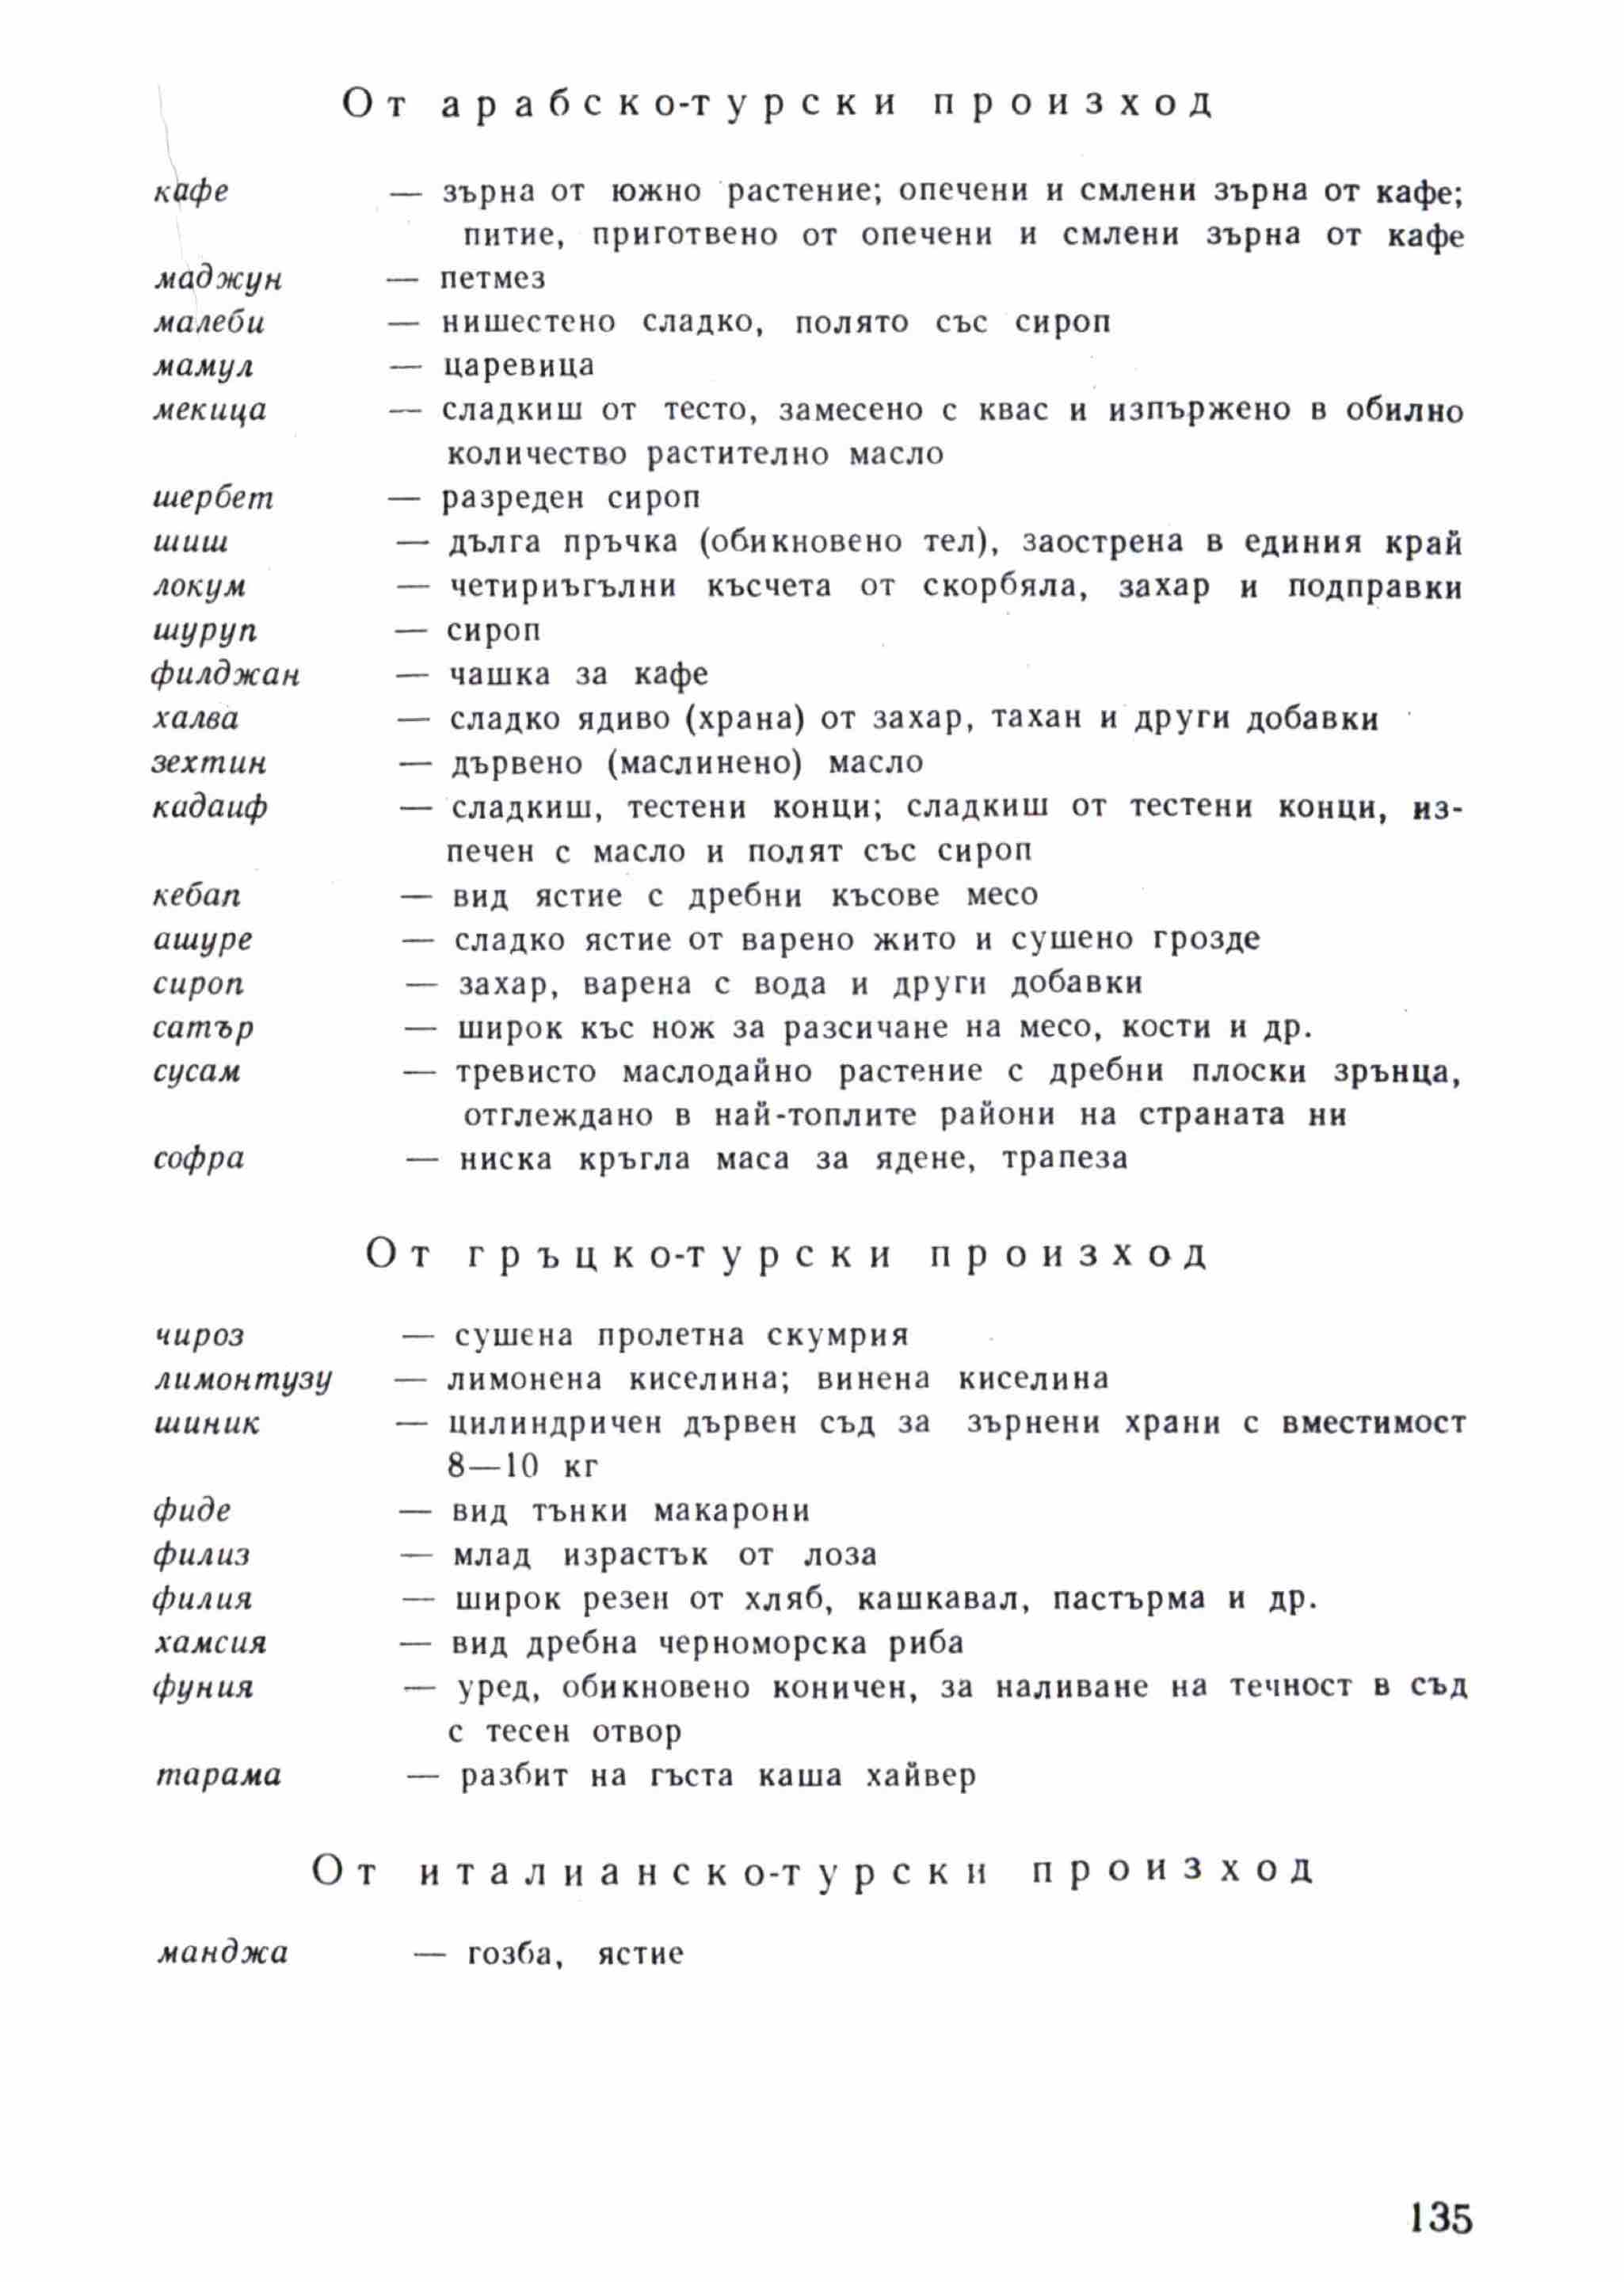 От арабско-турски произход
кафе — зърна от южно растение; опечени и смлени зърна от кафе;
питие, приготвено от опечени и смлени зърна от кафе
маджун — петмез
малеби — нишестено сладко, полято със сироп
мамул — царевица
мекица — сладкиш от тесто, замесено с квас и изпържено в обилно
количество растително масло
шербет — разреден сироп
шиш — дълга пръчка (обикновено тел), заострена в единия край
локум — четириъгълни късчета от скорбяла, захар и подправки
шуруп — сироп
филджан — чашка за кафе
халва — сладко ядиво (храна) от захар, тахан и други добавки
зехтин — дървено (маслинено) масло
кадаиф — сладкиш, тестени конци; сладкиш от тестени конци, из-
печен с масло и полят със сироп
кебап — вид ястие с дребни късове месо
ашуре — сладко ястие от варено жито и сушено грозде
сироп — захар, варена с вода и други добавки
сатър — широк къс нож за разсичане на месо, кости и др.
сусам — тревисто маслодайно растение с дребни плоски зрънца,
отглеждано в най-топлите райони на страната ни
софра — ниска кръгла маса за ядене, трапеза
От гръцко-турски произход
чироз — сушена пролетна скумрия
лимонтузу — лимонена киселина; винена киселина
шиник — цилиндричен дървен съд за зърнени храни с вместимост
8—10 кг
фиде — вид тънки макарони
филиз — млад израстък от лоза
филия — широк резен от хляб, кашкавал, пастърма и др.
хамсия — вид дребна черноморска риба
фуния — уред, обикновено коничен, за наливане на течност в съд
с тесен отвор
тарама — разбит на гъста каша хайвер
От италианско-турски произход
манджа — гозба, ястие
135